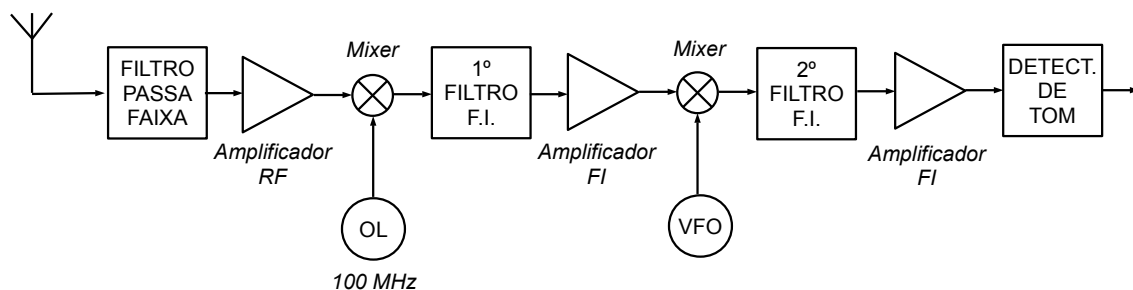 FILTRO
PASSA
FAIXA
Amplificador
RF
Mixer
OL
100 MHz
1º
FILTRO
F.I.
Amplificador
FI
Mixer
VFO
2º
FILTRO
F.I.
Amplificador
FI
DETECT.
DE
TOM